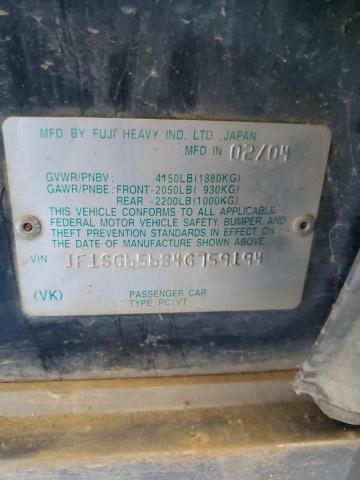 MFD BY FUJI HEAVY IND. LTD. JAPAN
MFD IN 02/04
GVWR/PNBV : 4150LB(1880KG)
GAWR/PNBE: FRONT-2050LB( 930KG)
REAR -2200LB(1000KG)
THIS VEHICLE CONFORMS TO ALL APPLICABLE
FEDERAL MOTOR VEHICLE SAFETY, BUMPER, AND
THEFT PREVENTION STANDARDS IN EFFECT ON
THE DATE OF MANUFACTURE SHOWN ABOVE.
VIN JF1SG65634G759194
(VK) PASSENGER CAR
TYPE: PC/VT